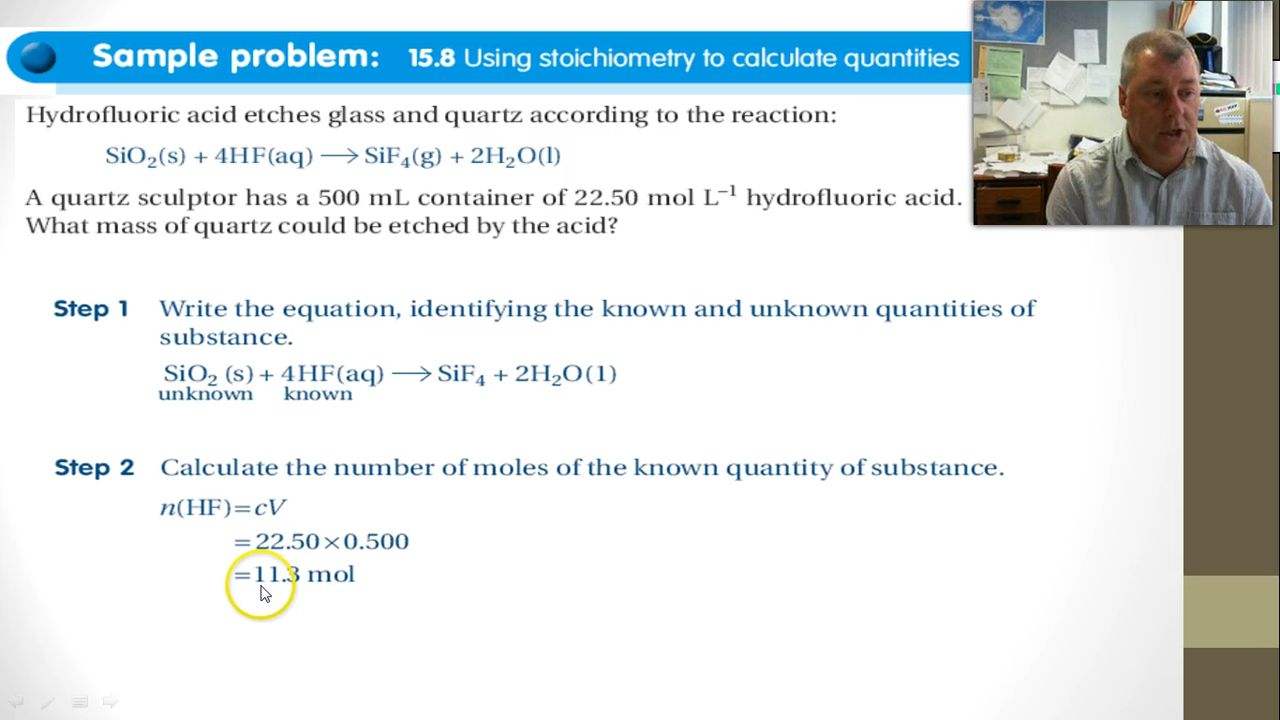 Sample problem: 15.8 Using stoichiometry to calculate quantities
Hydrofluoric acid etches glass and quartz according to the reaction:
SiO₂(s) + 4HF(aq) ⟶ SiF₄(g) + 2H₂O(l)
A quartz sculptor has a 500 mL container of 22.50 mol L⁻¹ hydrofluoric acid.
What mass of quartz could be etched by the acid?
Step 1 Write the equation, identifying the known and unknown quantities of
substance.
SiO₂ (s) + 4HF(aq) ⟶ SiF₄ + 2H₂O(1)
unknown known
Step 2 Calculate the number of moles of the known quantity of substance.
n(HF) = cV
= 22.50 × 0.500
= 11.3 mol